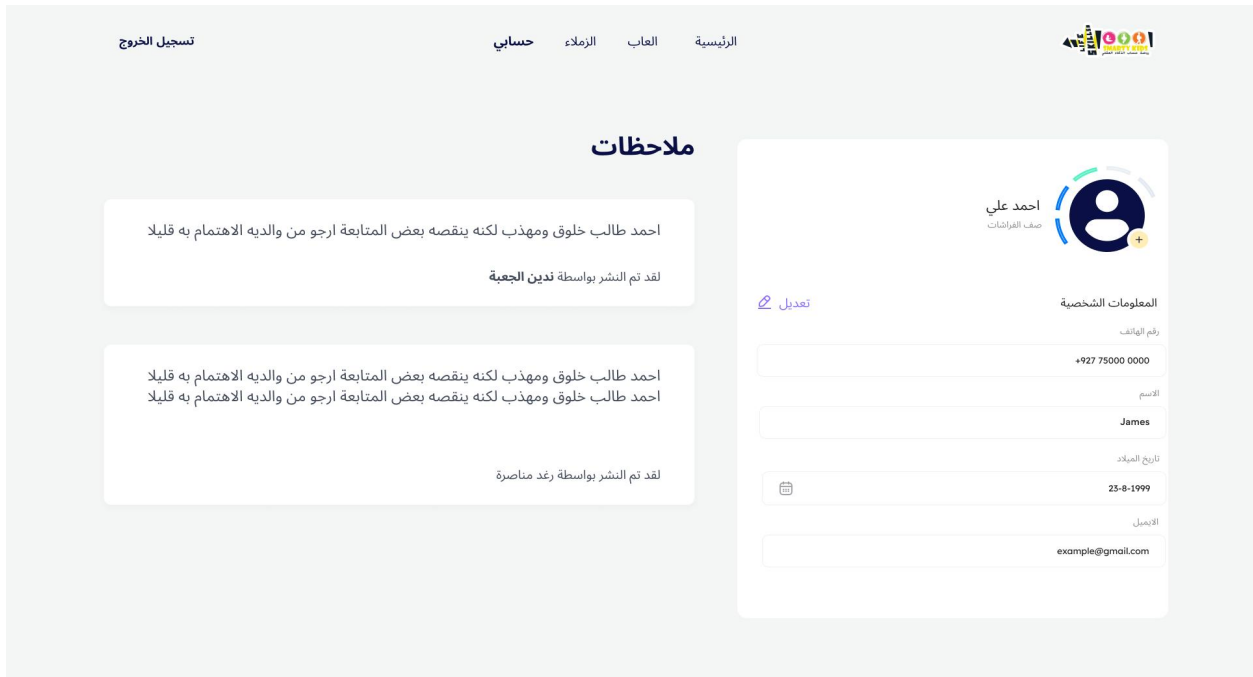 SMARTY KIDS
الرئيسية
العاب
الزملاء
حسابي
تسجيل الخروج
احمد علي
صف الفراشات
المعلومات الشخصية
تعديل
رقم الهاتف
+927 75000 0000
الاسم
James
تاريخ الميلاد
23-8-1999
الايميل
example@gmail.com
ملاحظات
احمد طالب خلوق ومهذب لكنه ينقصه بعض المتابعة ارجو من والديه الاهتمام به قليلا
لقد تم النشر بواسطة ندين الجعبة
احمد طالب خلوق ومهذب لكنه ينقصه بعض المتابعة ارجو من والديه الاهتمام به قليلا
احمد طالب خلوق ومهذب لكنه ينقصه بعض المتابعة ارجو من والديه الاهتمام به قليلا
لقد تم النشر بواسطة رغد مناصرة